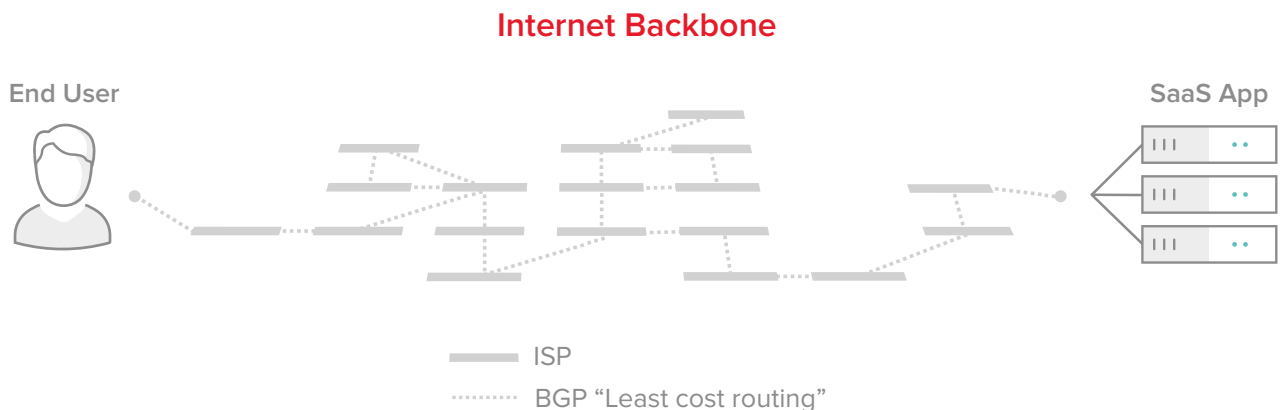 Internet Backbone
End User
SaaS App
ISP
BGP “Least cost routing”